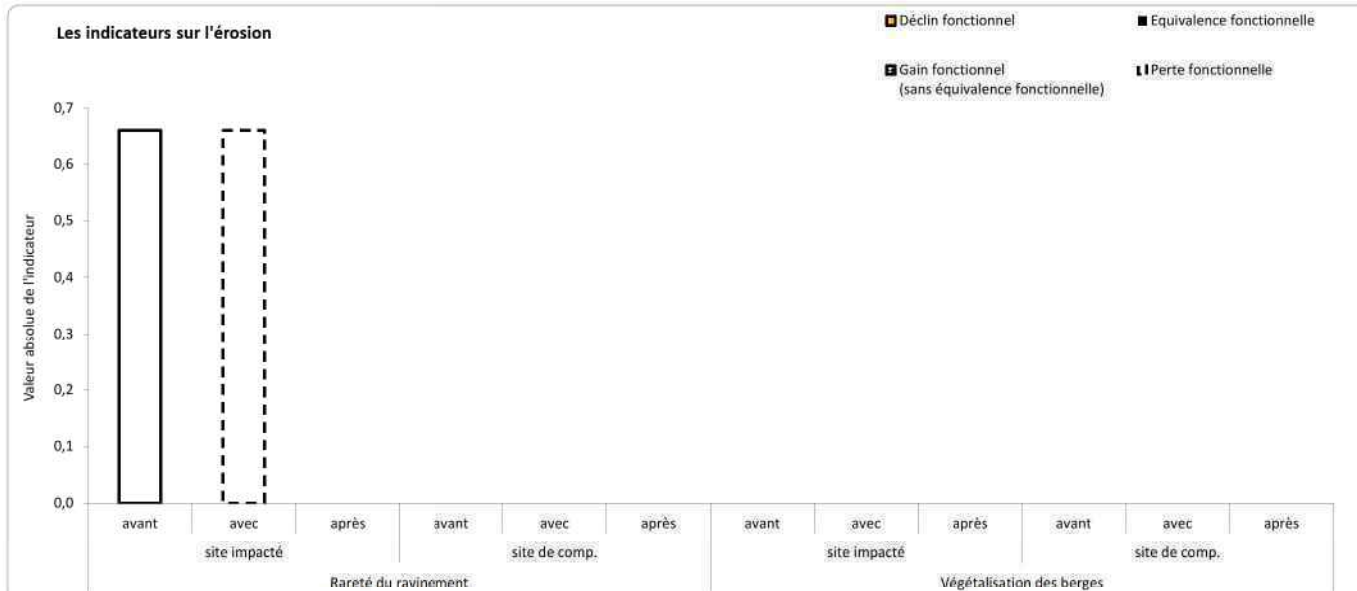 Les indicateurs sur l'érosion
Déclin fonctionnel
Equivalence fonctionnelle
Gain fonctionnel
(sans équivalence fonctionnelle)
Perte fonctionnelle
Valeur absolue de l'indicateur
0,7
0,6
0,5
0,4
0,3
0,2
0,1
0,0
avant avec après avant avec après avant avec après avant avec après
site impacté site de comp. site impacté site de comp.
Rareté du ravinement Végétalisation des berges